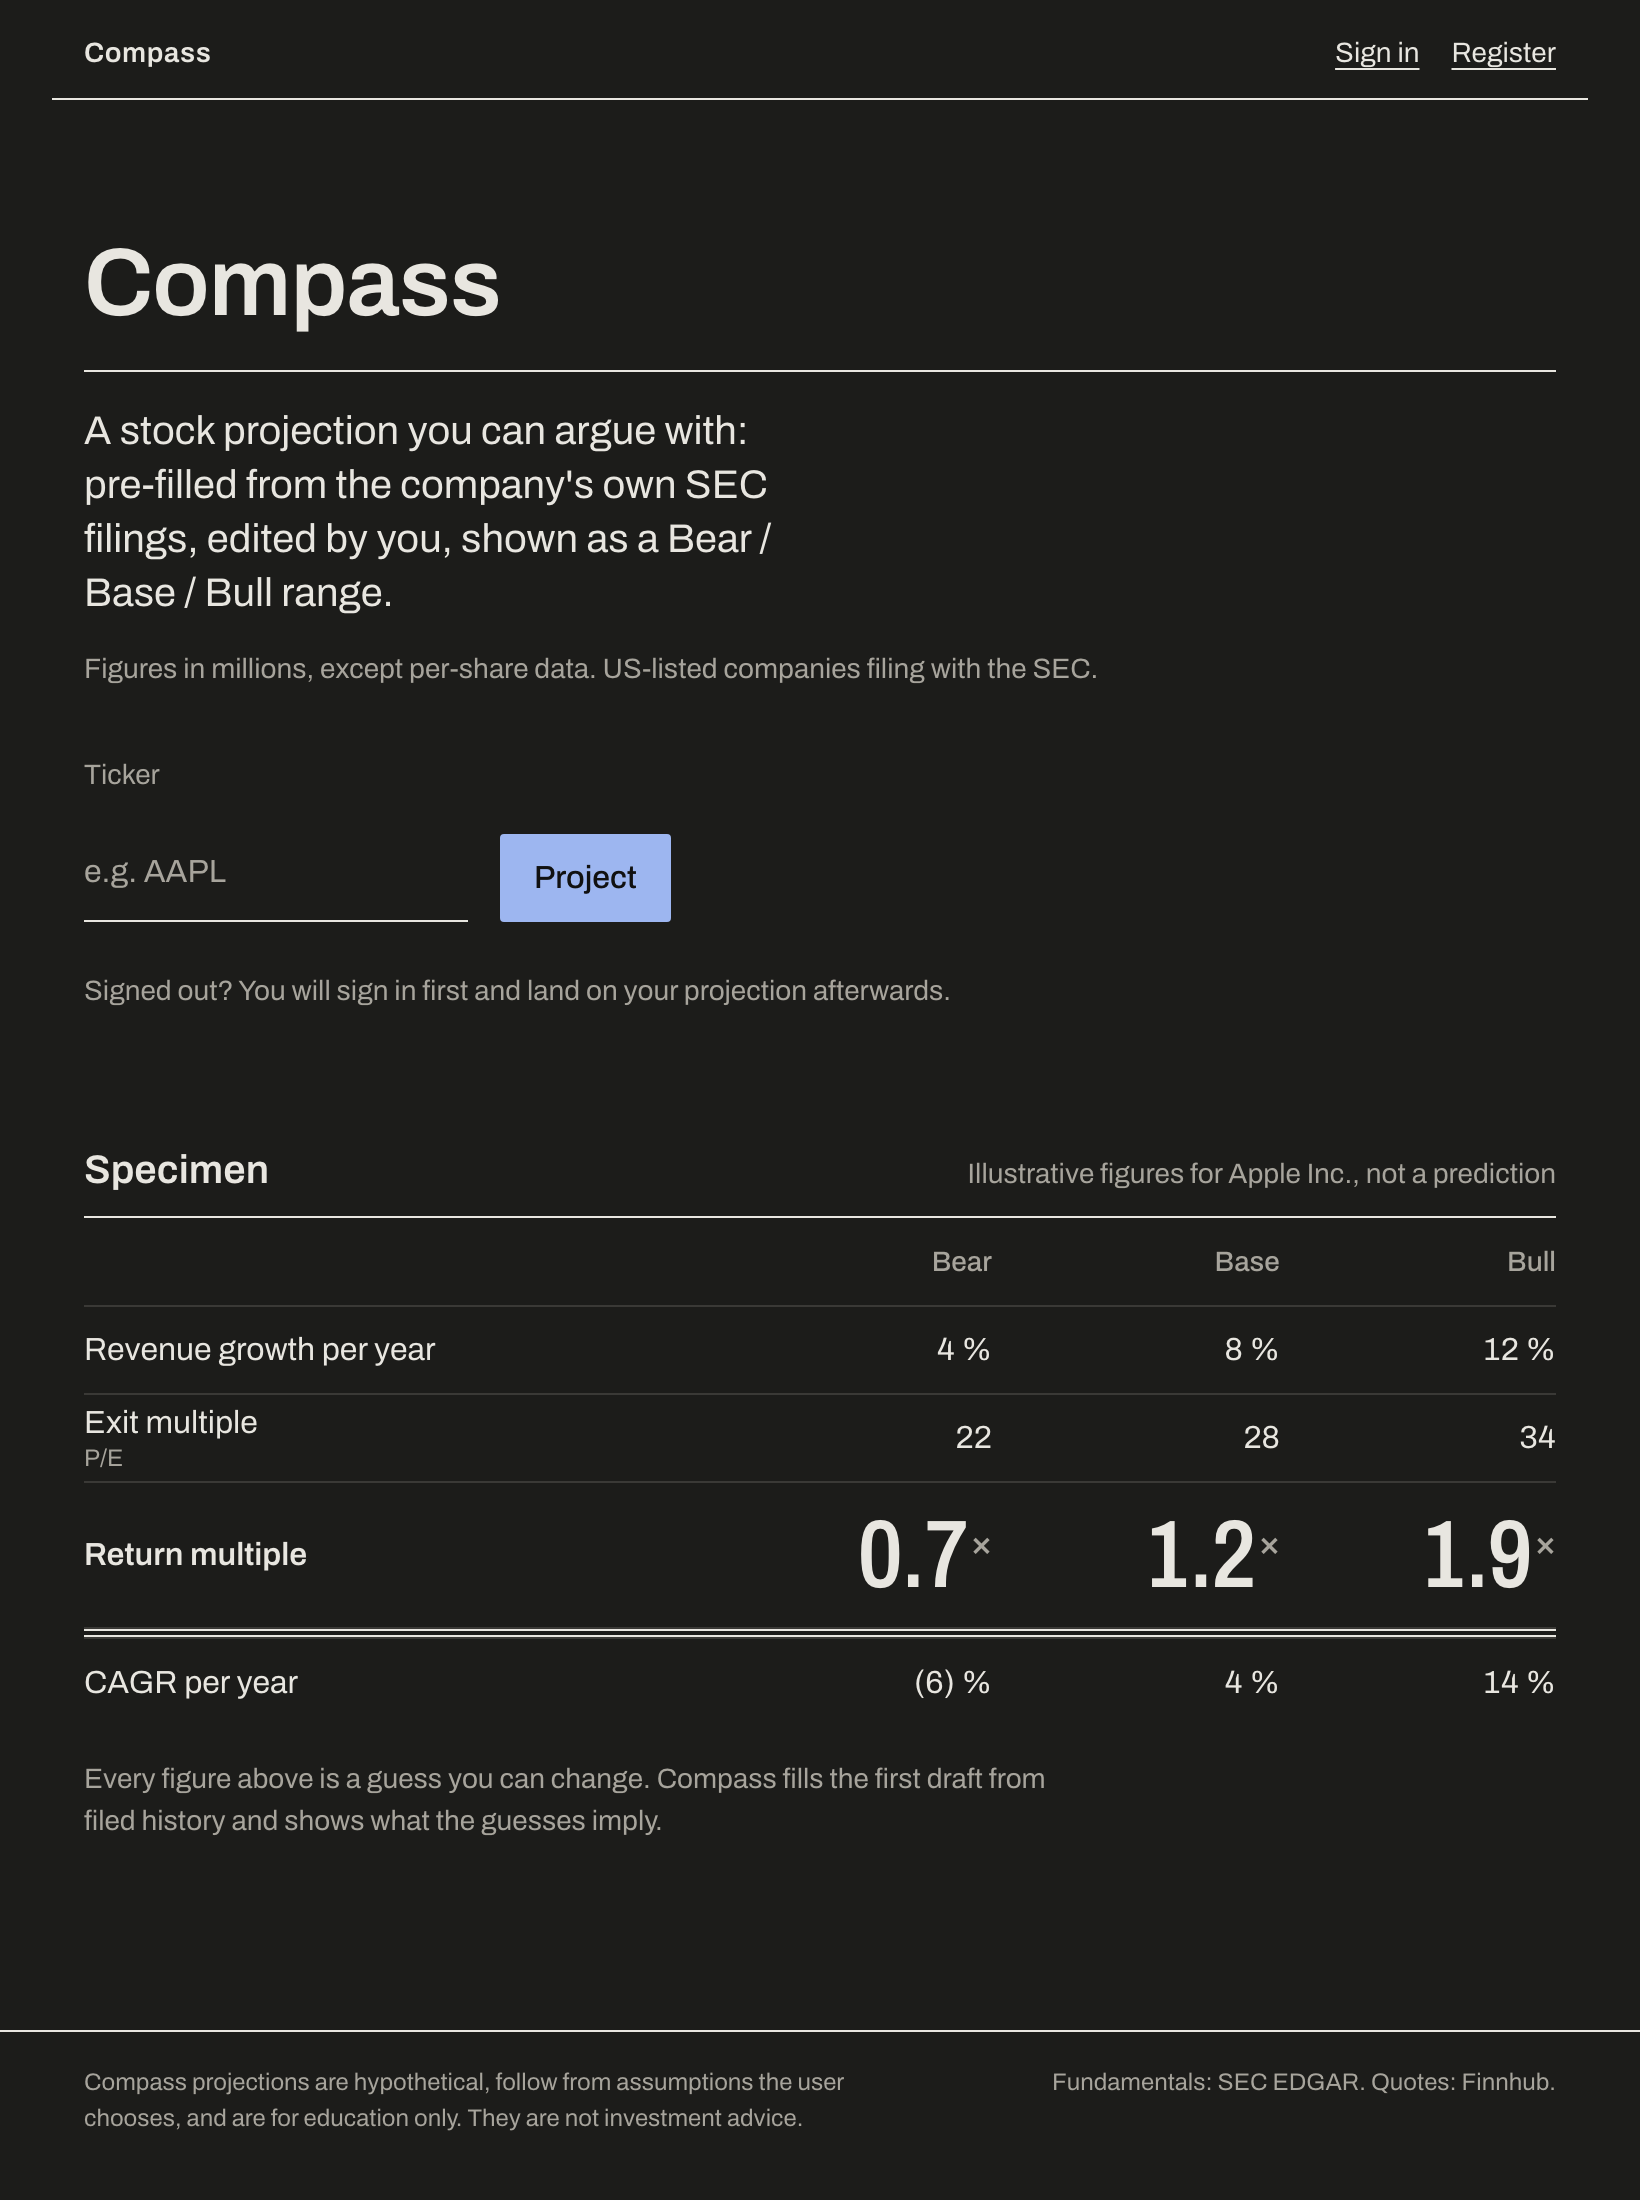 Compass
Sign in Register
Compass
A stock projection you can argue with:
pre-filled from the company's own SEC
filings, edited by you, shown as a Bear /
Base / Bull range.
Figures in millions, except per-share data. US-listed companies filing with the SEC.
Ticker
e.g. AAPL Project
Signed out? You will sign in first and land on your projection afterwards.
Specimen Illustrative figures for Apple Inc., not a prediction
Bear Base Bull
Revenue growth per year 4 % 8 % 12 %
Exit multiple 22 28 34
P/E
Return multiple 0.7× 1.2× 1.9×
CAGR per year (6) % 4 % 14 %
Every figure above is a guess you can change. Compass fills the first draft from
filed history and shows what the guesses imply.
Compass projections are hypothetical, follow from assumptions the user
chooses, and are for education only. They are not investment advice.
Fundamentals: SEC EDGAR. Quotes: Finnhub.